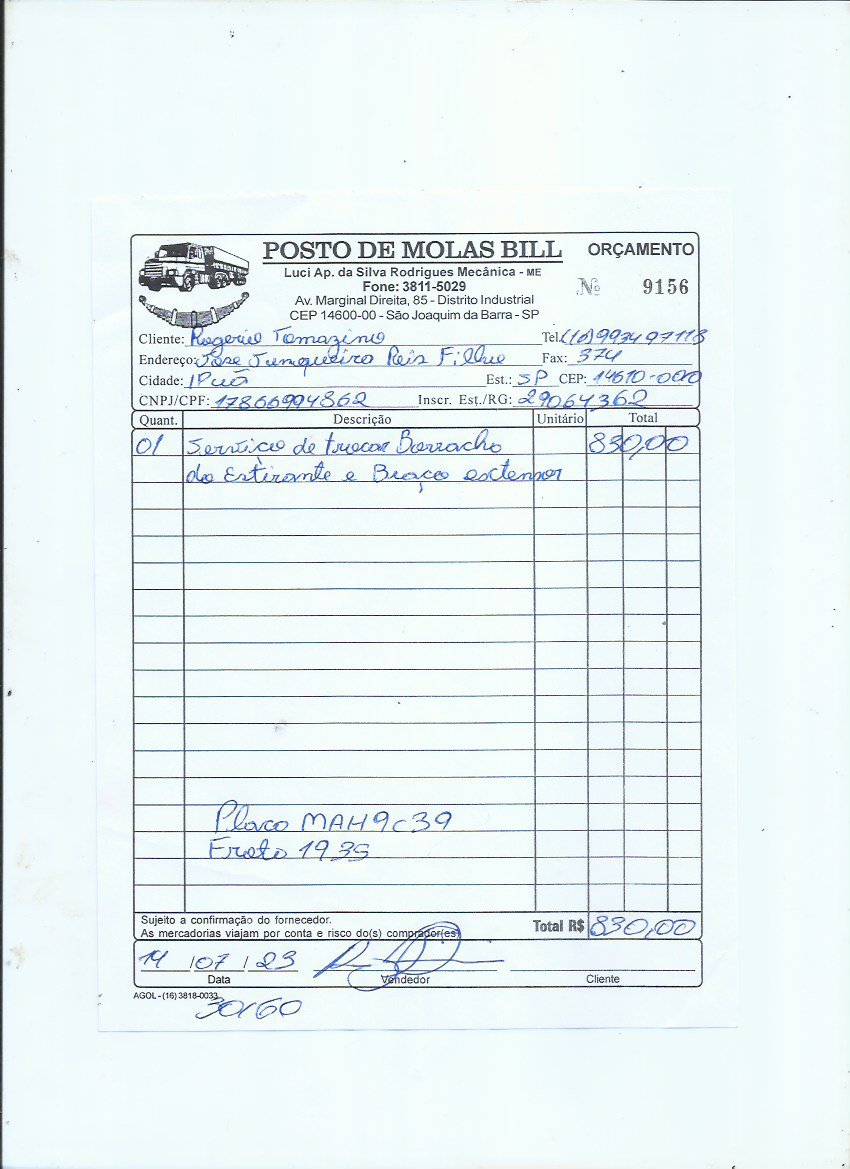 POSTO DE MOLAS BILL
ORÇAMENTO
Luci Ap. da Silva Rodrigues Mecânica - ME
Fone: 3811-5029
Nº 9156
Av. Marginal Direita, 85 - Distrito Industrial
CEP 14600-00 - São Joaquim da Barra - SP
Cliente: Rogerio Tomazino Tel. (16) 993497118
Endereço: Jose Junqueira Reis Filho Fax: 374
Cidade: IPuã Est.: SP CEP: 14610-000
CNPJ/CPF: 17866994862 Inscr. Est./RG: 29064362
Quant. Descrição Unitário Total
01 Serviço de trocar Borracha 830,00
do Estirante e Braço extensor
Placa MAH9C39
Frota 1935
Sujeito a confirmação do fornecedor.
As mercadorias viajam por conta e risco do(s) comprador(es)
Total R$ 830,00
14 / 07 / 23
Data Vendedor Cliente
AGOL - (16) 3818-0033
30/60